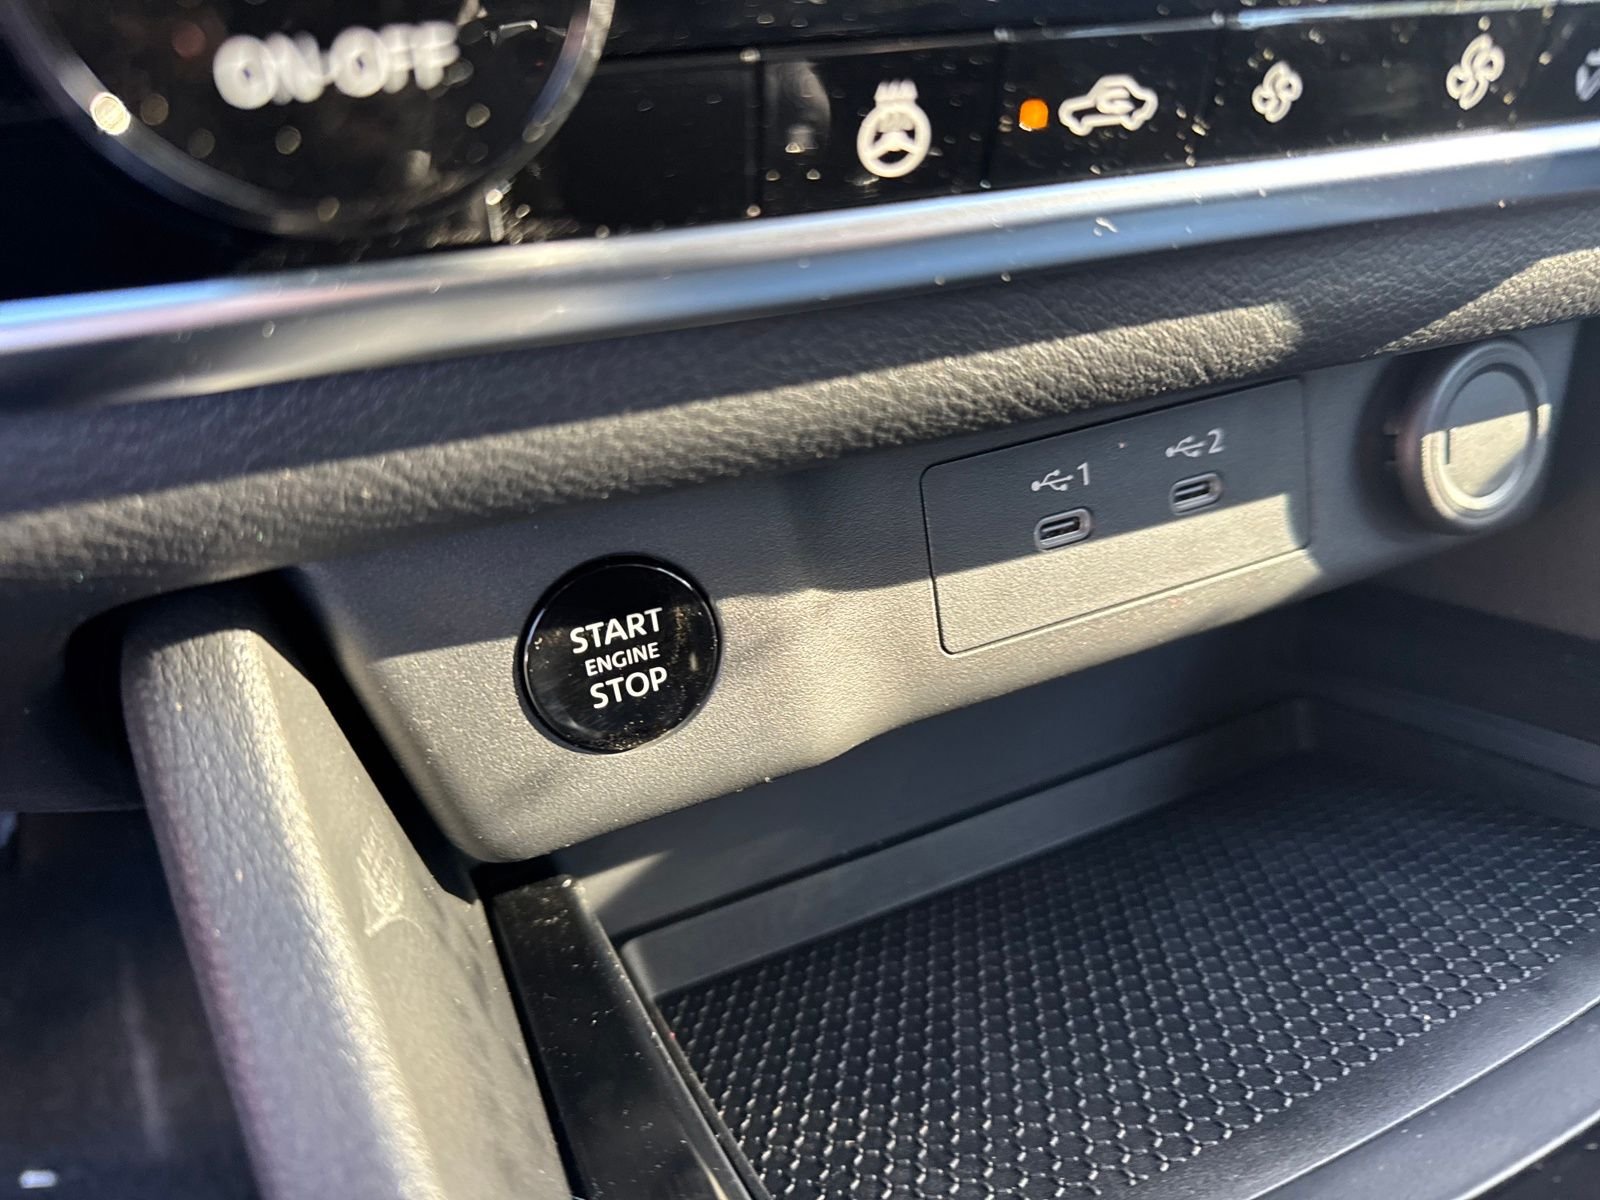 ON-OFF
1
2
START
ENGINE
STOP